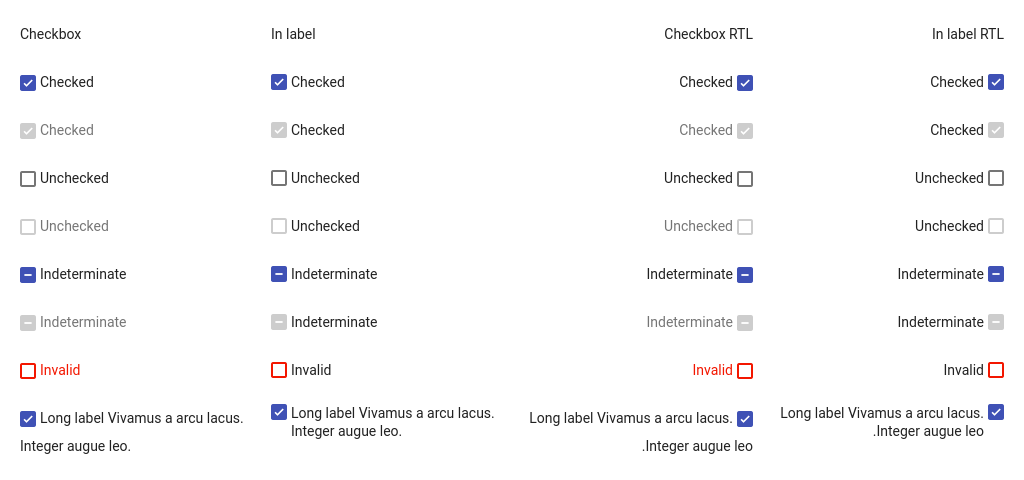 Checkbox In label Checkbox RTL In label RTL
Checked Checked Checked Checked
Checked Checked Checked Checked
Unchecked Unchecked Unchecked Unchecked
Unchecked Unchecked Unchecked Unchecked
Indeterminate Indeterminate Indeterminate Indeterminate
Indeterminate Indeterminate Indeterminate Indeterminate
Invalid Invalid Invalid Invalid
Long label Vivamus a arcu lacus. Long label Vivamus a arcu lacus. Long label Vivamus a arcu lacus. Long label Vivamus a arcu lacus.
Integer augue leo. Integer augue leo. .Integer augue leo .Integer augue leo